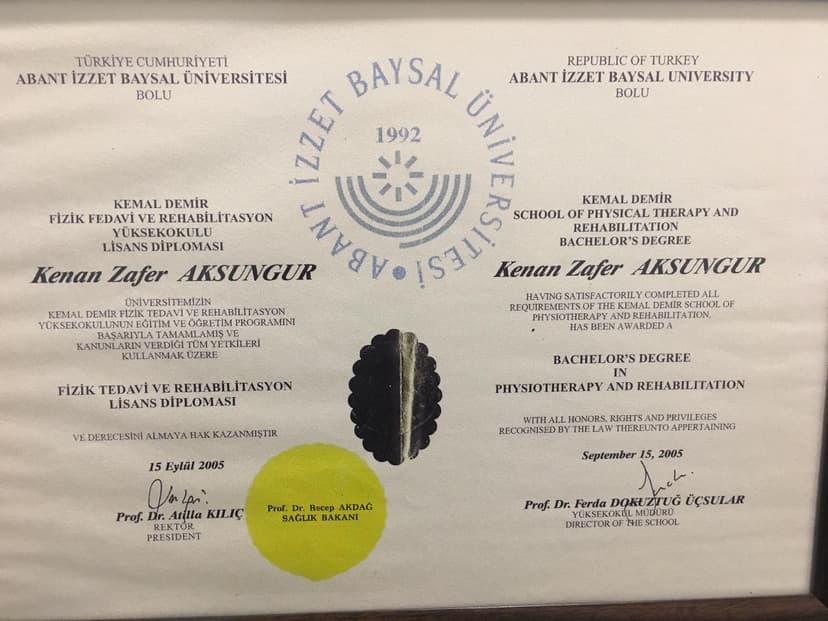 TÜRKİYE CUMHURİYETİ
ABANT İZZET BAYSAL ÜNİVERSİTESİ
BOLU
REPUBLIC OF TURKEY
ABANT İZZET BAYSAL UNIVERSITY
BOLU
ABANT İZZET BAYSAL ÜNİVERSİTESİ
1992
KEMAL DEMİR
FİZİK FEDAVİ VE REHABİLİTASYON
YÜKSEKOKULU
LİSANS DİPLOMASI
Kenan Zafer AKSUNGUR
ÜNİVERSİTEMİZİN
KEMAL DEMİR FİZİK TEDAVİ VE REHABİLİTASYON
YÜKSEKOKULUNUN EĞİTİM VE ÖĞRETİM PROGRAMINI
BAŞARIYLA TAMAMLAMIŞ VE
KANUNLARIN VERDİĞİ TÜM YETKİLERİ
KULLANMAK ÜZERE
FİZİK TEDAVİ VE REHABİLİTASYON
LİSANS DİPLOMASI
VE DERECESİNİ ALMAYA HAK KAZANMIŞTIR
15 Eylül 2005
Prof. Dr. Atilla KILIÇ
REKTÖR
PRESIDENT
Prof. Dr. Recep AKDAĞ
SAĞLIK BAKANI
KEMAL DEMİR
SCHOOL OF PHYSICAL THERAPY AND
REHABILITATION
BACHELOR'S DEGREE
Kenan Zafer AKSUNGUR
HAVING SATISFACTORILY COMPLETED ALL
REQUIREMENTS OF THE KEMAL DEMIR SCHOOL OF
PHYSIOTHERAPY AND REHABILITATION,
HAS BEEN AWARDED A
BACHELOR'S DEGREE
IN
PHYSIOTHERAPY AND REHABILITATION
WITH ALL HONORS, RIGHTS AND PRIVILEGES
RECOGNISED BY THE LAW THEREUNTO APPERTAINING
September 15, 2005
Prof. Dr. Ferda DOKUZTUĞ ÜÇSULAR
YÜKSEKOKUL MÜDÜRÜ
DIRECTOR OF THE SCHOOL